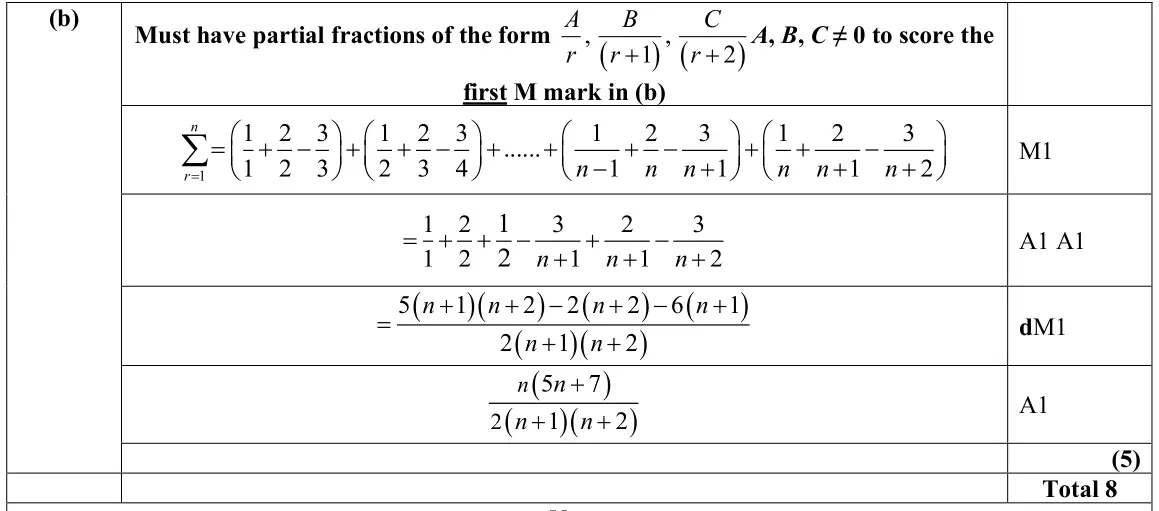 (b)
Must have partial fractions of the form A/r, B/(r+1), C/(r+2) A, B, C ≠ 0 to score the
first M mark in (b)
∑_{r=1}^{n} = (1/1 + 2/2 − 3/3) + (1/2 + 2/3 − 3/4) + ...... + (1/(n−1) + 2/n − 3/(n+1)) + (1/n + 2/(n+1) − 3/(n+2)) M1
= 1/1 + 2/2 + 1/2 − 3/(n+1) + 2/(n+1) − 3/(n+2) A1 A1
= (5(n+1)(n+2) − 2(n+2) − 6(n+1))/(2(n+1)(n+2)) dM1
n(5n+7)/(2(n+1)(n+2)) A1
(5)
Total 8